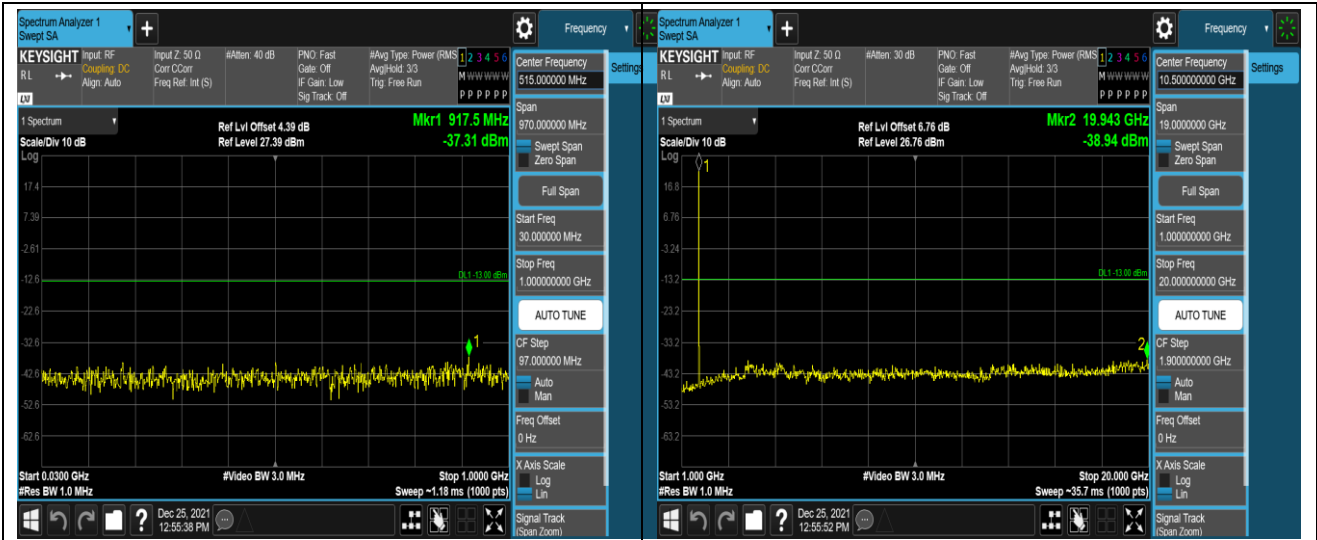 Spectrum Analyzer 1
Swept SA
Frequency
KEYSIGHT
Input: RF
Input Z: 50 Ω
#Atten: 40 dB
PNO: Fast
#Avg Type: Power (RMS
1 2 3 4 5 6
RL
Coupling: DC
Corr CCorr
Gate: Off
Avg|Hold: 3/3
M W W W W W
Align: Auto
Freq Ref: Int (S)
IF Gain: Low
Trig: Free Run
Sig Track: Off
P P P P P P
LXI
1 Spectrum
Ref Lvl Offset 4.39 dB
Mkr1 917.5 MHz
Scale/Div 10 dB
Ref Level 27.39 dBm
-37.31 dBm
Log
17.4
7.39
-2.61
-12.6
-22.6
-32.6
-42.6
-52.6
-62.6
DL1 -13.00 dBm
1
Start 0.0300 GHz
#Video BW 3.0 MHz
Stop 1.0000 GHz
#Res BW 1.0 MHz
Sweep ~1.18 ms (1000 pts)
Dec 25, 2021
12:55:38 PM
Center Frequency
515.000000 MHz
Settings
Span
970.000000 MHz
Swept Span
Zero Span
Full Span
Start Freq
30.000000 MHz
Stop Freq
1.000000000 GHz
AUTO TUNE
CF Step
97.000000 MHz
Auto
Man
Freq Offset
0 Hz
X Axis Scale
Log
Lin
Signal Track
(Span Zoom)
Spectrum Analyzer 1
Swept SA
Frequency
KEYSIGHT
Input: RF
Input Z: 50 Ω
#Atten: 30 dB
PNO: Fast
#Avg Type: Power (RMS
1 2 3 4 5 6
RL
Coupling: DC
Corr CCorr
Gate: Off
Avg|Hold: 3/3
M W W W W W
Align: Auto
Freq Ref: Int (S)
IF Gain: Low
Trig: Free Run
Sig Track: Off
P P P P P P
LXI
1 Spectrum
Ref Lvl Offset 6.76 dB
Mkr2 19.943 GHz
Scale/Div 10 dB
Ref Level 26.76 dBm
-38.94 dBm
Log
1
16.8
6.76
-3.24
-13.2
-23.2
-33.2
-43.2
-53.2
-63.2
DL1 -13.00 dBm
2
Start 1.000 GHz
#Video BW 3.0 MHz
Stop 20.000 GHz
#Res BW 1.0 MHz
Sweep ~35.7 ms (1000 pts)
Dec 25, 2021
12:55:52 PM
Center Frequency
10.500000000 GHz
Settings
Span
19.0000000 GHz
Swept Span
Zero Span
Full Span
Start Freq
1.000000000 GHz
Stop Freq
20.000000000 GHz
AUTO TUNE
CF Step
1.900000000 GHz
Auto
Man
Freq Offset
0 Hz
X Axis Scale
Log
Lin
Signal Track
(Span Zoom)